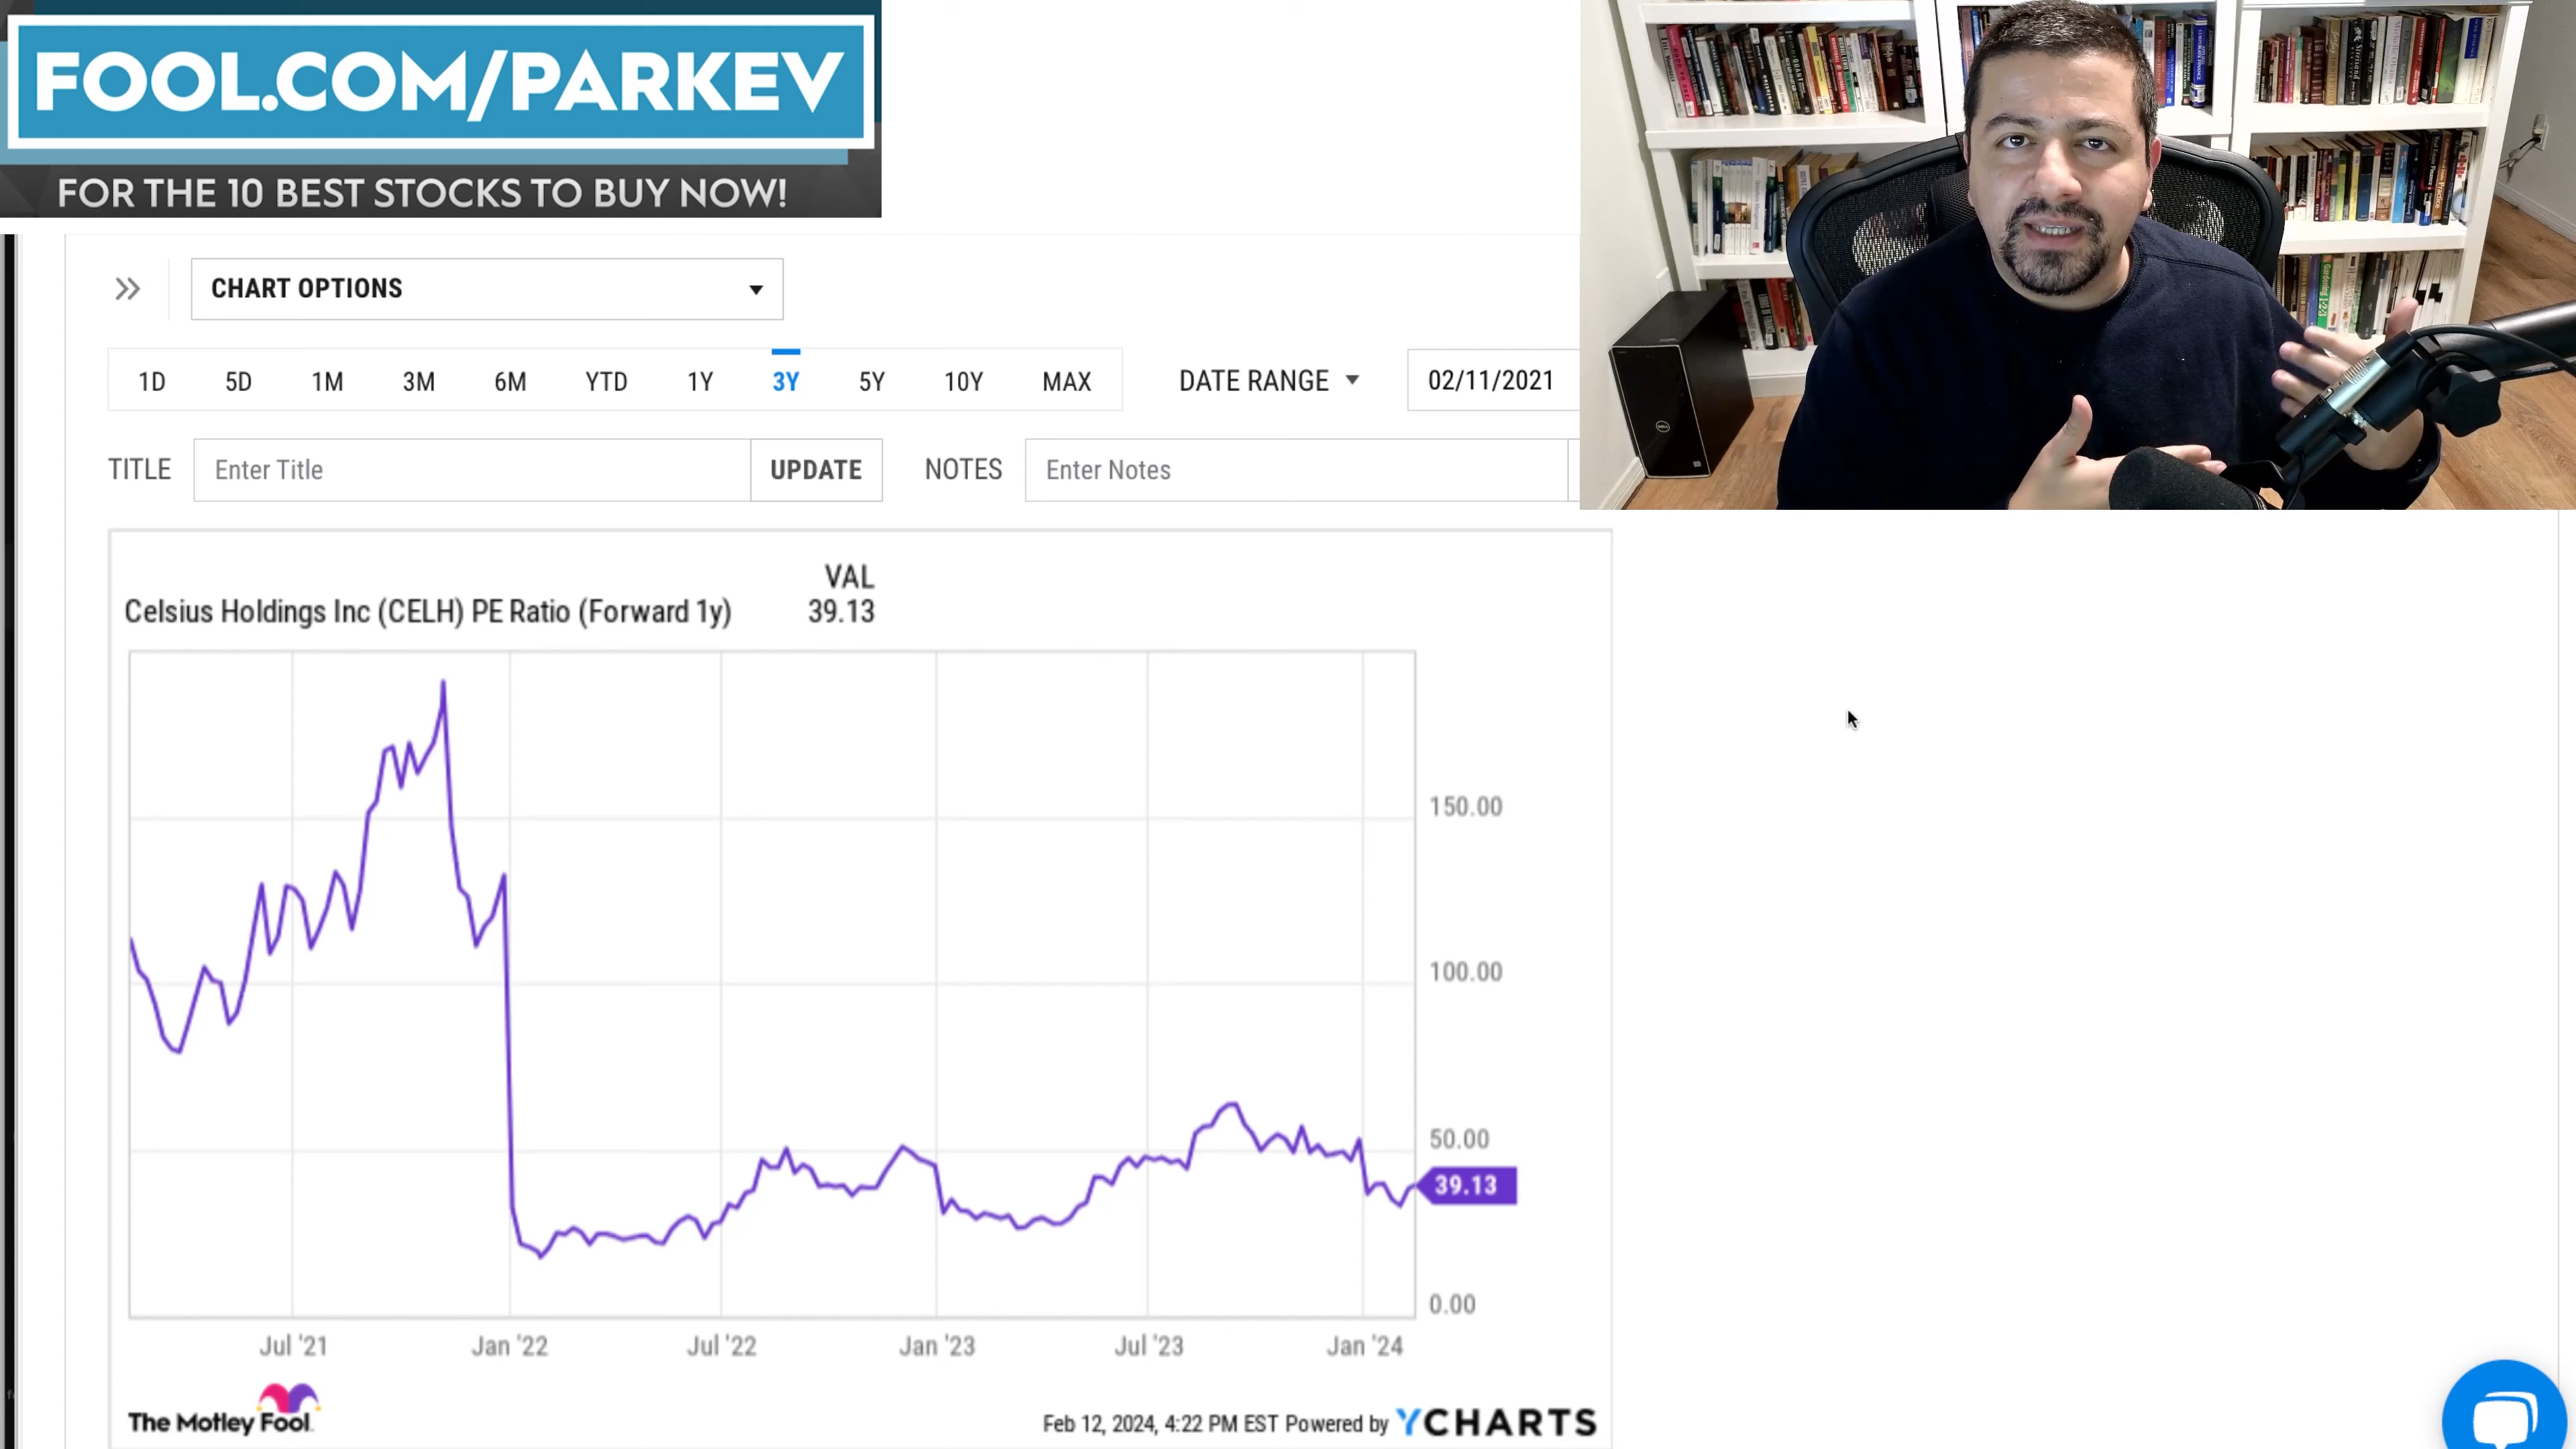 FOOL.COM/PARKEV
FOR THE 10 BEST STOCKS TO BUY NOW!
CHART OPTIONS
1D 5D 1M 3M 6M YTD 1Y 3Y 5Y 10Y MAX DATE RANGE 02/11/2021
TITLE Enter Title UPDATE NOTES Enter Notes
VAL
Celsius Holdings Inc (CELH) PE Ratio (Forward 1y) 39.13
150.00
100.00
50.00
39.13
0.00
Jul '21 Jan '22 Jul '22 Jan '23 Jul '23 Jan '24
The Motley Fool
Feb 12, 2024, 4:22 PM EST Powered by YCHARTS